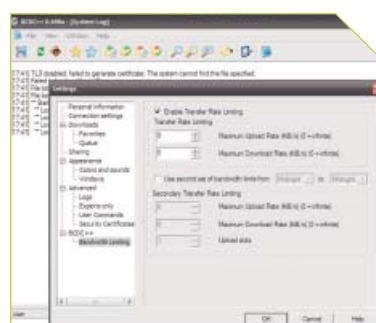 File View Window Help
TLS disabled, failed to generate certificate: The system cannot find the file specified.
Settings
Personal information
Connection settings
Downloads
Favorites
Queue
Sharing
Appearance
Colors and sounds
Windows
Advanced
Logs
Experts only
User Commands
Security Certificates
BCDC++
Bandwidth Limiting
Enable Transfer Rate Limiting
Transfer Rate Limiting
0 Maximum Upload Rate (KiB/s) (0 = infinite)
0 Maximum Download Rate (KiB/s) (0 = infinite)
Use second set of bandwidth limits from Midnight to Midnight
Secondary Transfer Rate Limiting
0 Maximum Upload Rate (KiB/s) (0 = infinite)
0 Maximum Download Rate (KiB/s) (0 = infinite)
Upload slots
OK Cancel Help
User